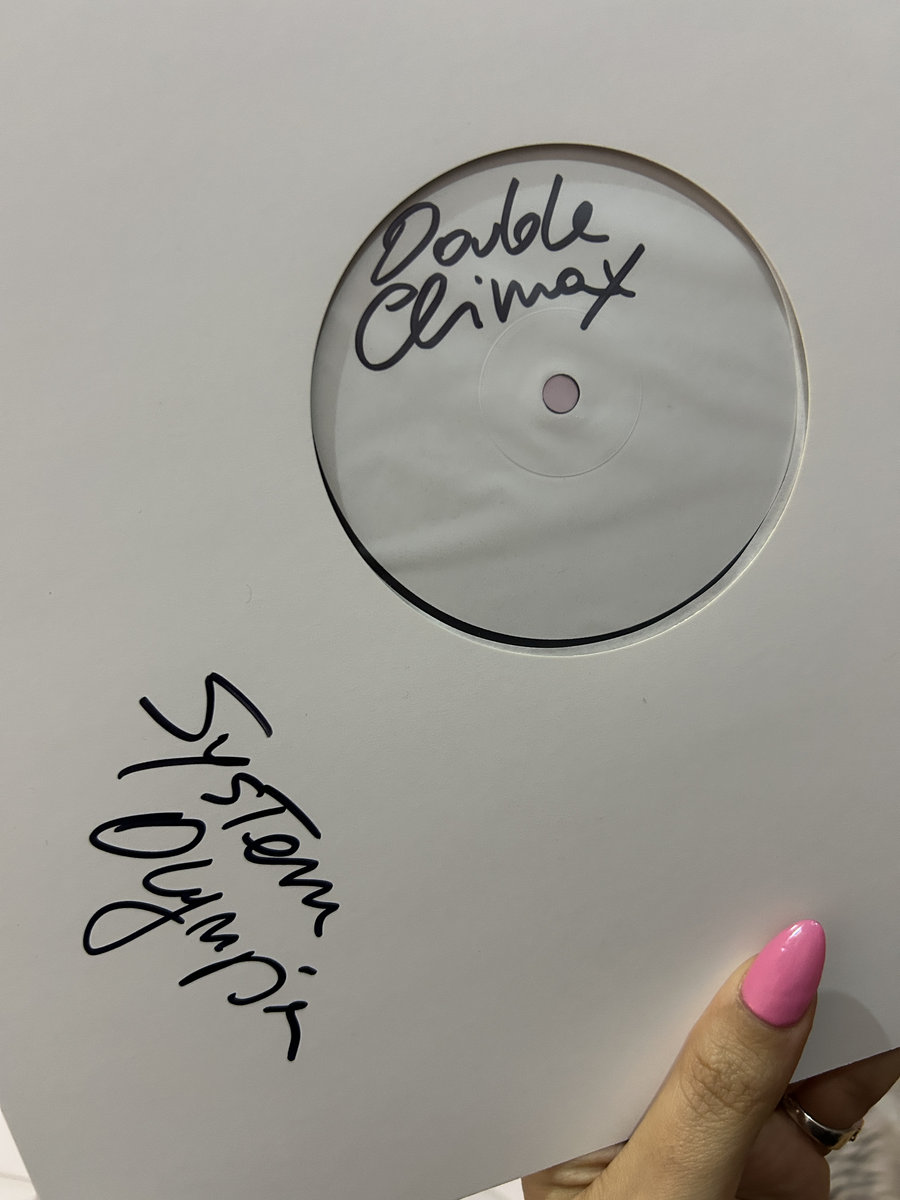 Double
Climax
System
Olympia